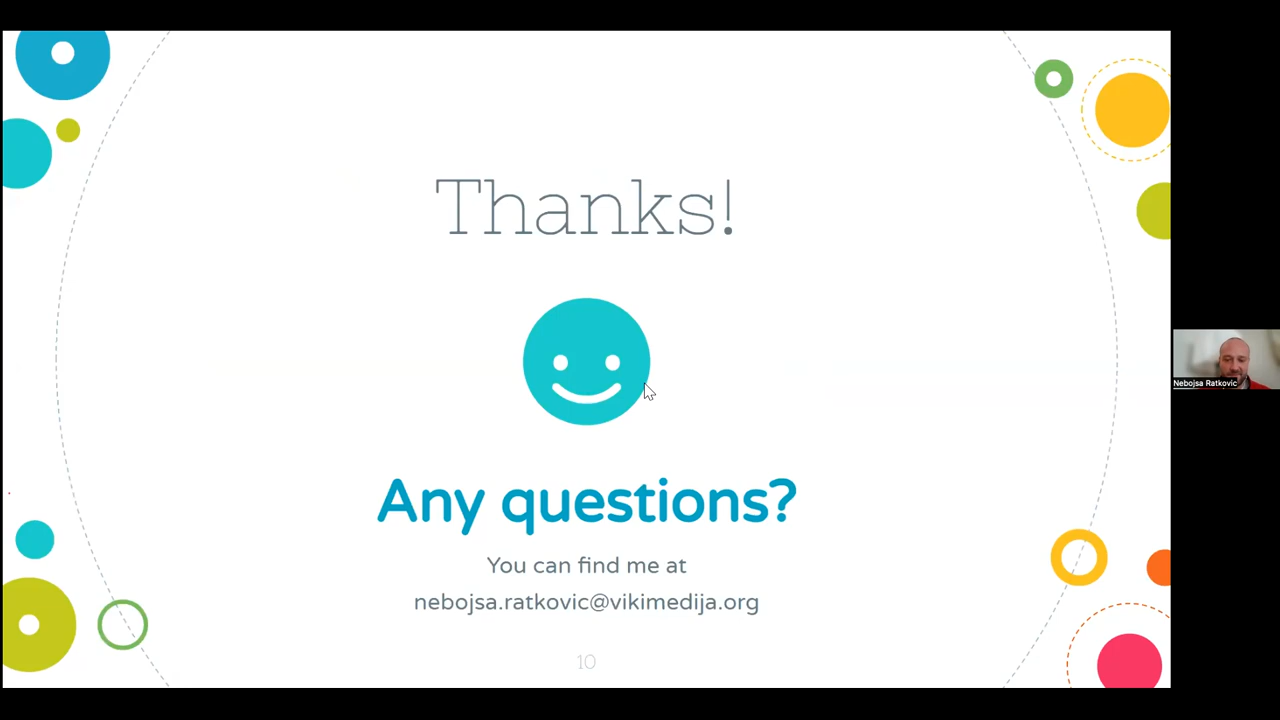 Thanks!
Nebojsa Ratkovic
Any questions?
You can find me at
nebojsa.ratkovic@vikimedija.org
10